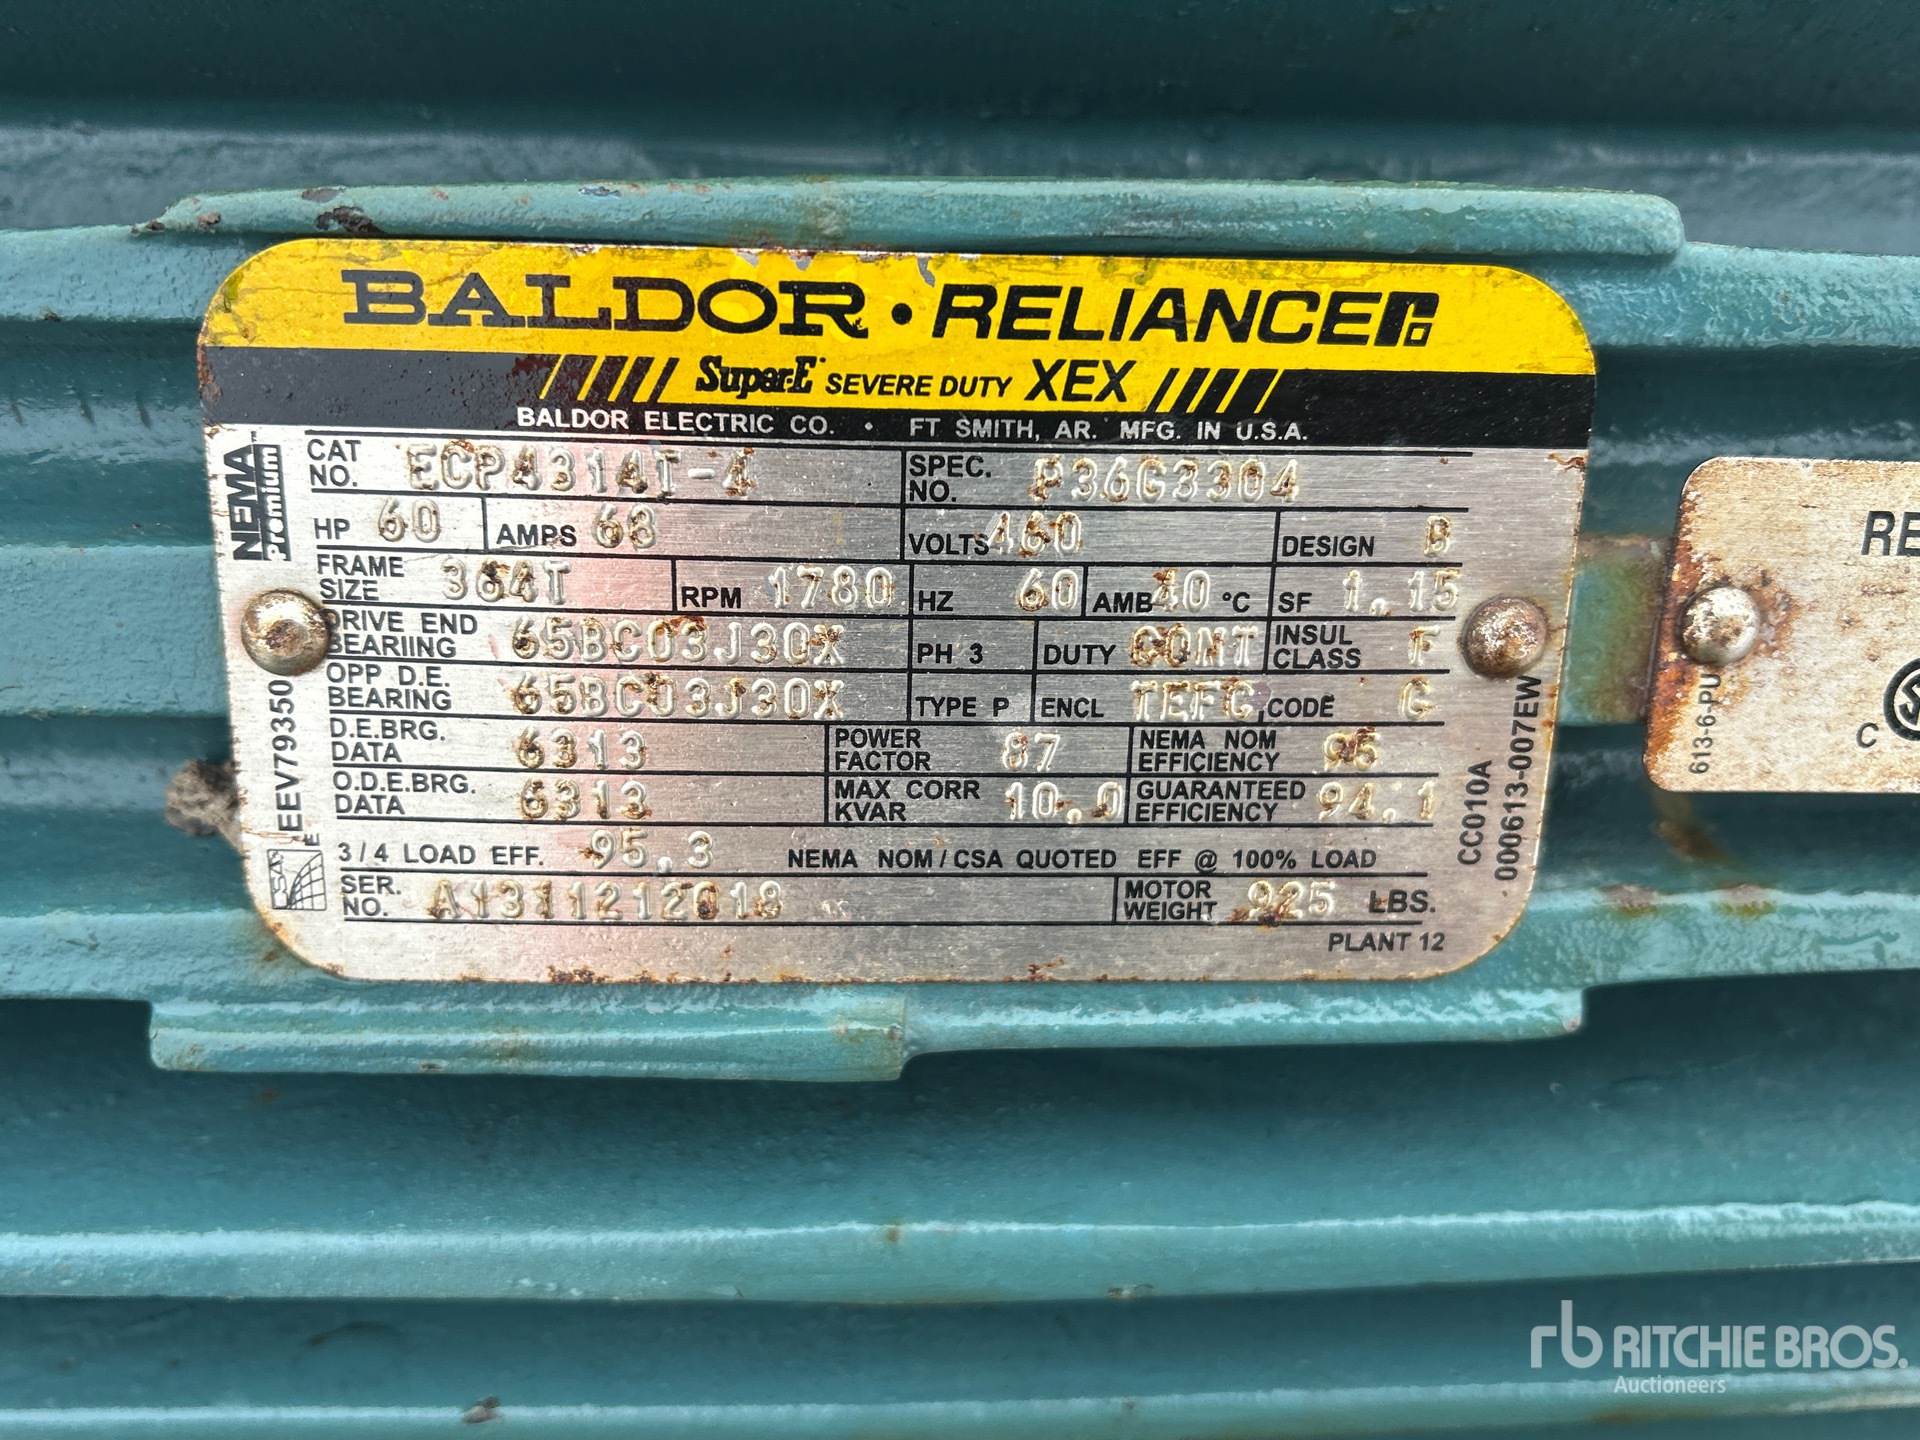 BALDOR • RELIANCE
Super-E SEVERE DUTY XEX
BALDOR ELECTRIC CO. • FT SMITH, AR. MFG. IN U.S.A.
NEMA Premium
CAT NO. ECP4314T-4 SPEC. NO. P36G3304
HP 60 AMPS 68 VOLTS 460 DESIGN B
FRAME SIZE 364T RPM 1780 HZ 60 AMB 40 °C SF 1.15
DRIVE END BEARIING 65BC03J30X PH 3 DUTY CONT INSUL CLASS F
OPP D.E. BEARING 65BC03J30X TYPE P ENCL TEFC CODE G
D.E.BRG. DATA 6313 POWER FACTOR 87 NEMA NOM EFFICIENCY 95
O.D.E.BRG. DATA 6313 MAX CORR KVAR 10.0 GUARANTEED EFFICIENCY 94.1
3/4 LOAD EFF. 95.3 NEMA NOM/CSA QUOTED EFF @ 100% LOAD
SER. NO. A1311212018 MOTOR WEIGHT 925 LBS.
PLANT 12
EEV79350
E
CC010A
000613-007EW
RE
613-6-PU
C
rb RITCHIE BROS.
Auctioneers